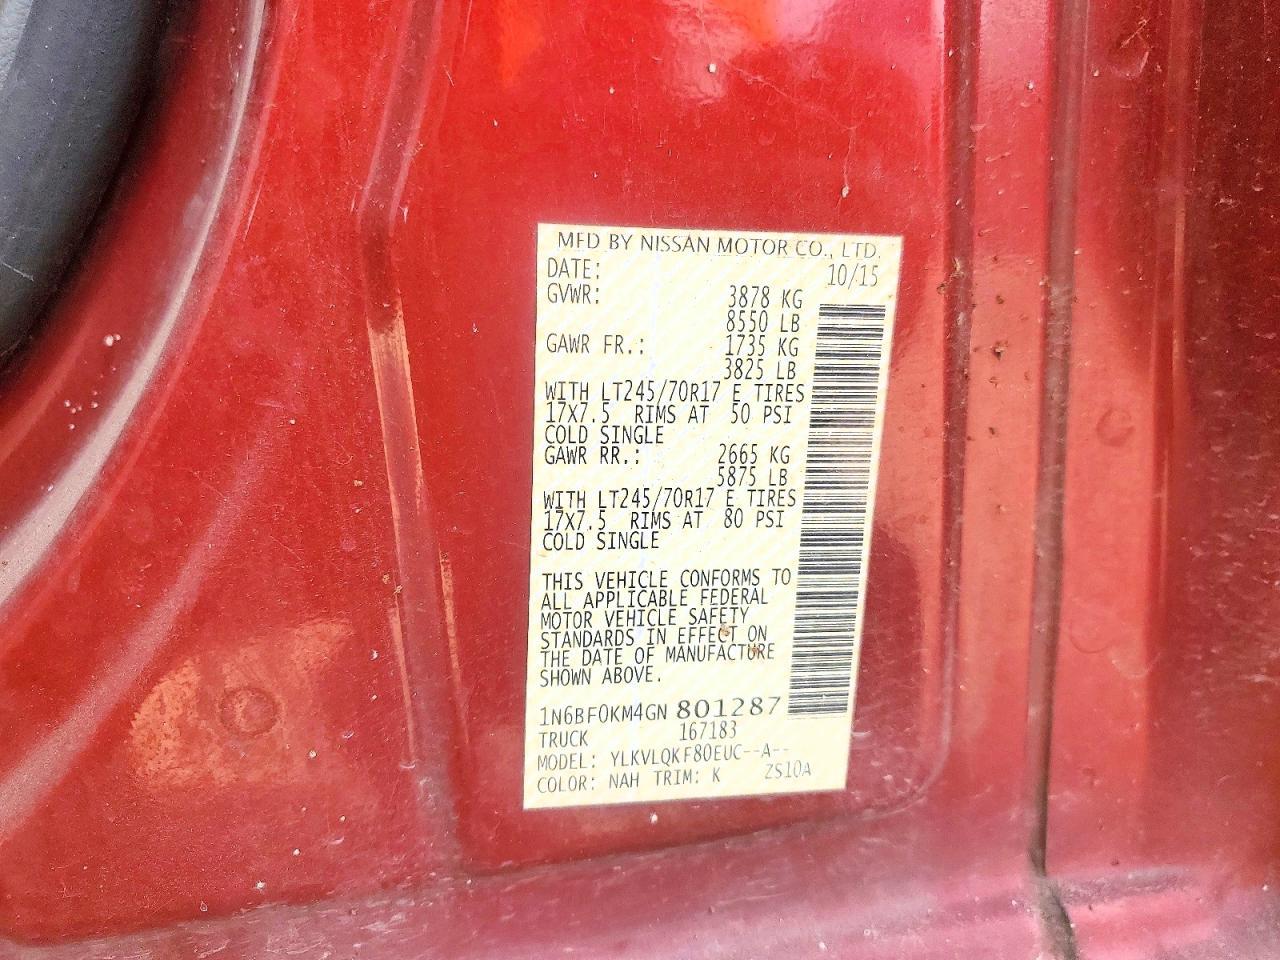 MFD BY NISSAN MOTOR CO., LTD.
DATE: 10/15
GVWR: 3878 KG
8550 LB
GAWR FR.: 1735 KG
3825 LB
WITH LT245/70R17 E TIRES
17X7.5 RIMS AT 50 PSI
COLD SINGLE
GAWR RR.: 2665 KG
5875 LB
WITH LT245/70R17 E TIRES
17X7.5 RIMS AT 80 PSI
COLD SINGLE
THIS VEHICLE CONFORMS TO
ALL APPLICABLE FEDERAL
MOTOR VEHICLE SAFETY
STANDARDS IN EFFECT ON
THE DATE OF MANUFACTURE
SHOWN ABOVE.
1N6BF0KM4GN 801287
TRUCK 167183
MODEL: YLKVLQKF80EUC--A--
COLOR: NAH TRIM: K ZS10A